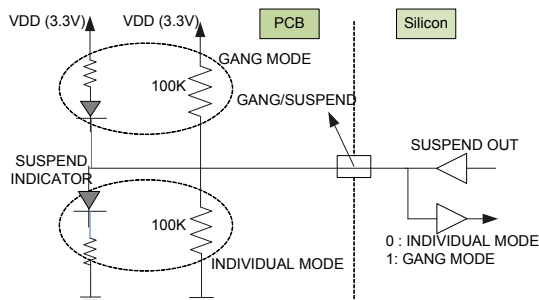 VDD (3.3V)
VDD (3.3V)
PCB
Silicon
GANG MODE
100K
GANG/SUSPEND
SUSPEND OUT
SUSPEND
INDICATOR
100K
0 : INDIVIDUAL MODE
1: GANG MODE
INDIVIDUAL MODE